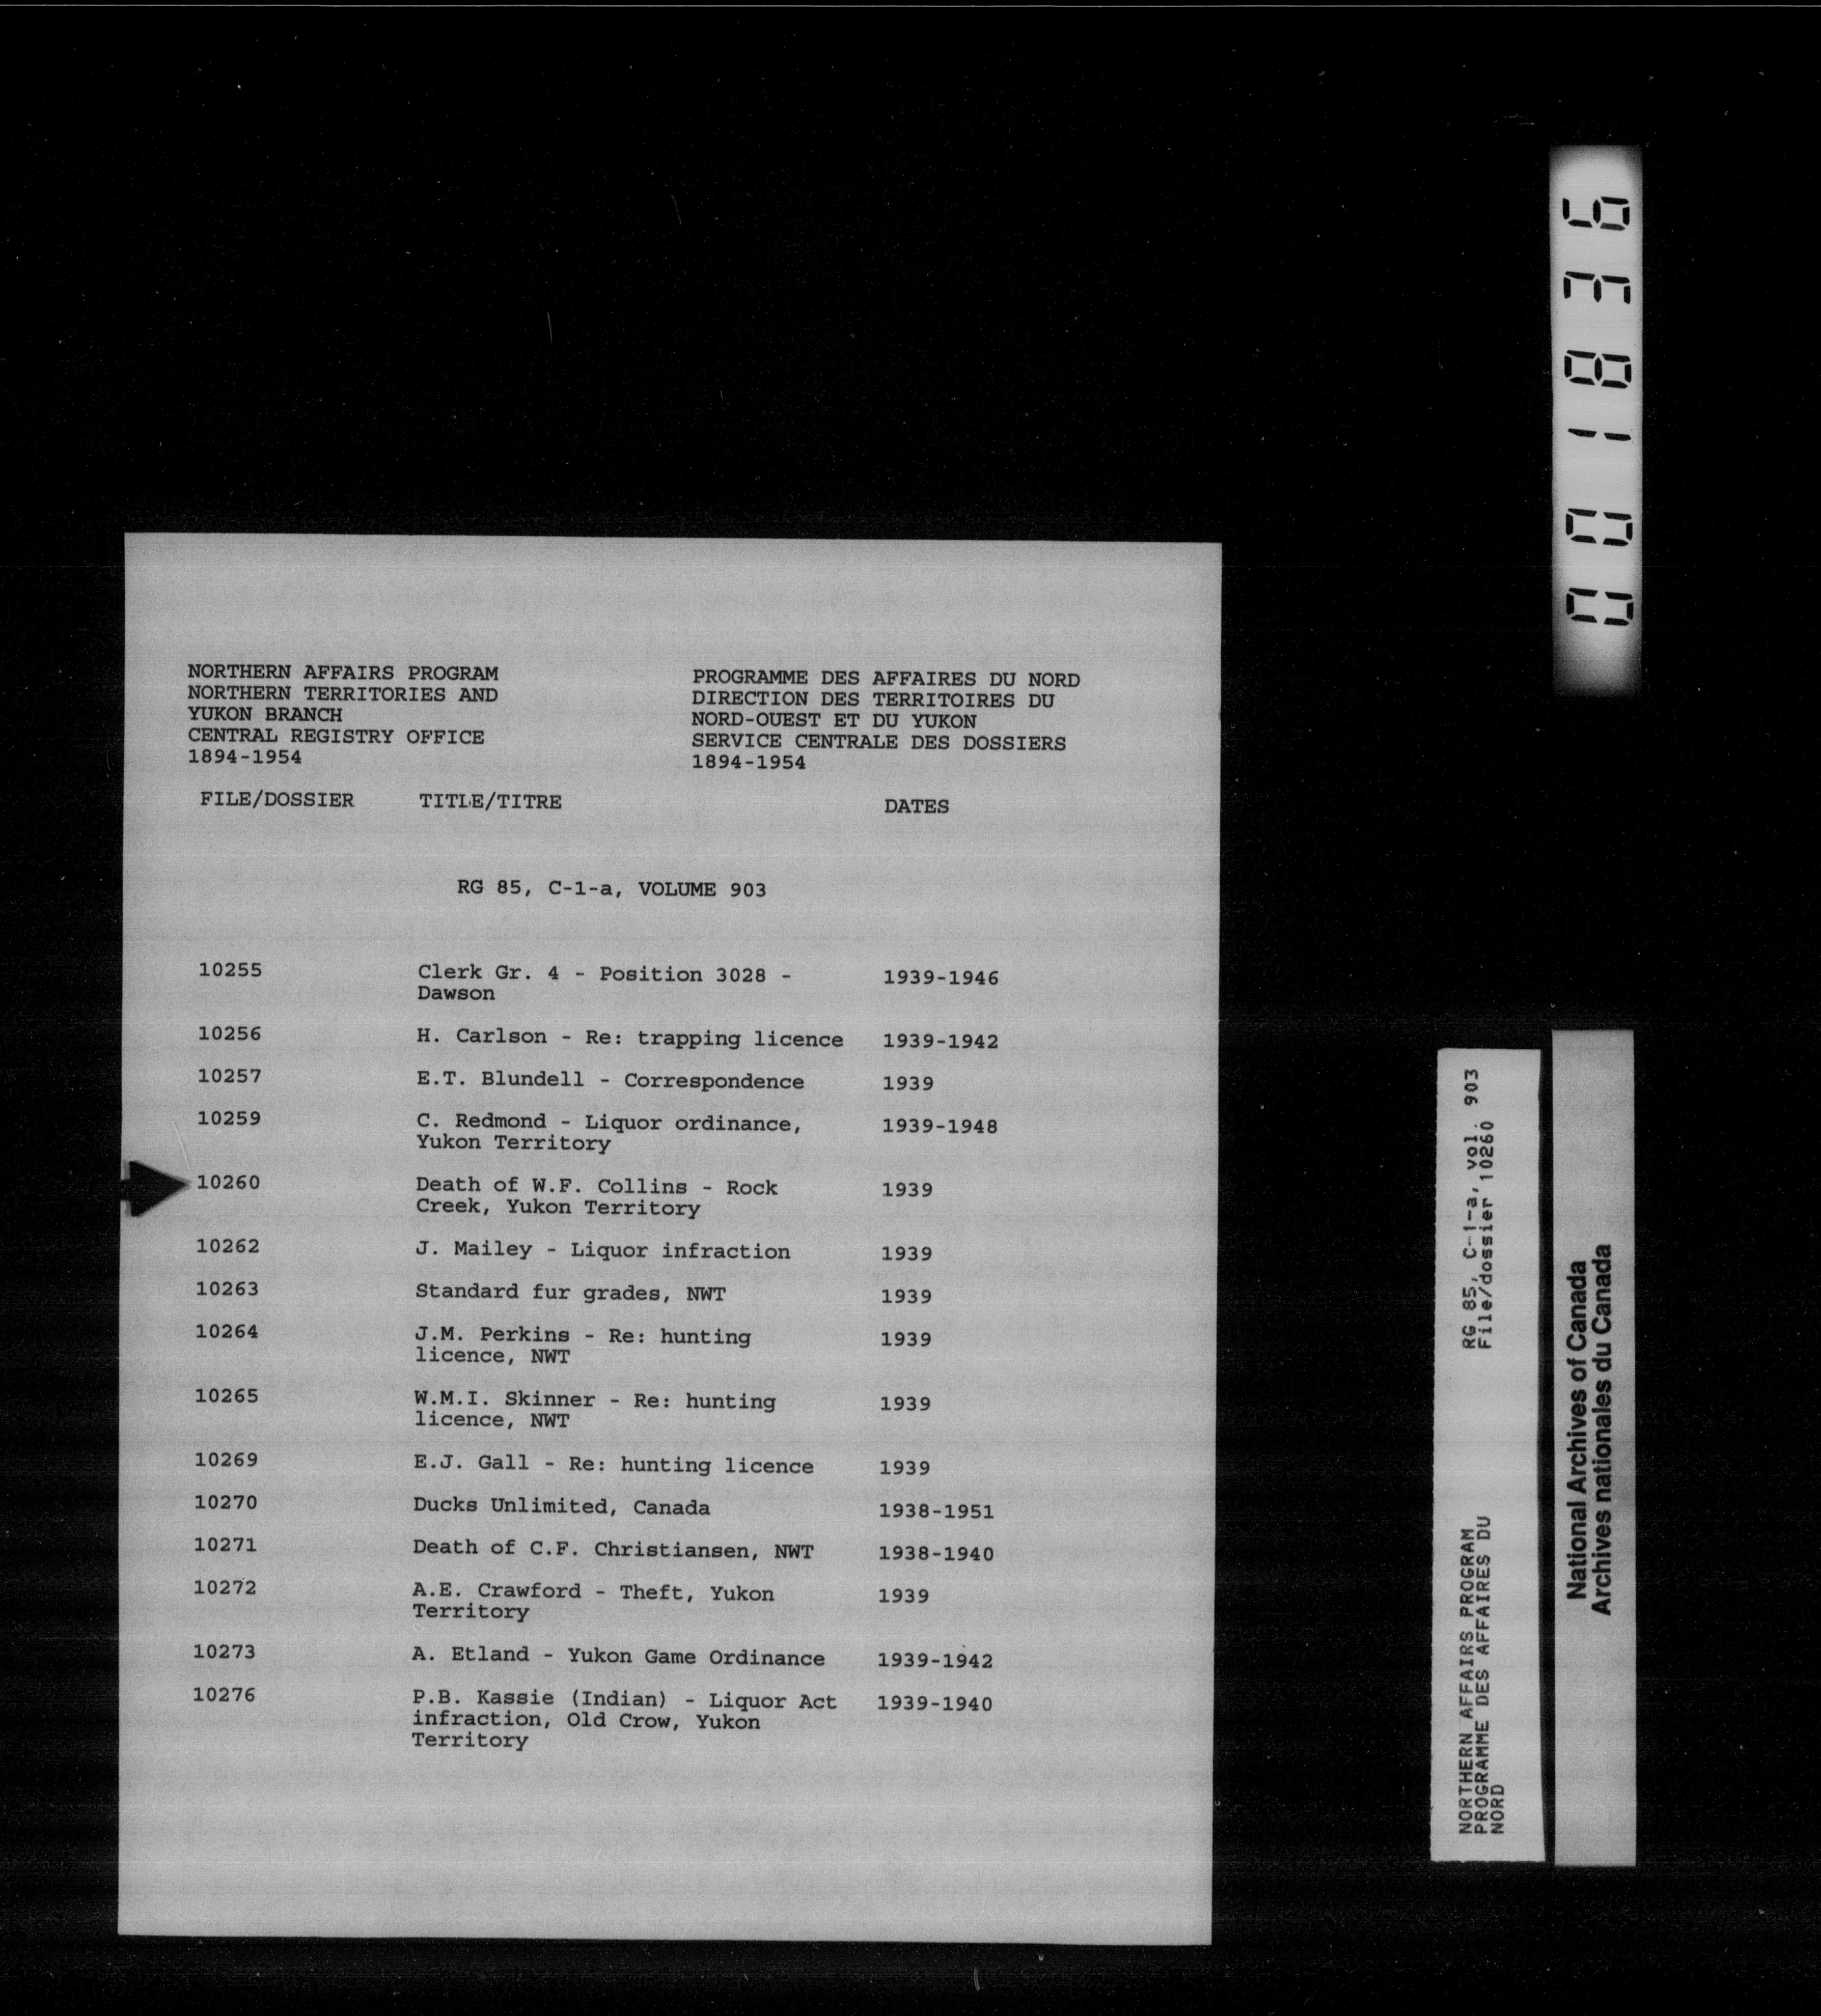 NORTHERN AFFAIRS PROGRAM
NORTHERN TERRITORIES AND
YUKON BRANCH
CENTRAL REGISTRY OFFICE
1894-1954
PROGRAMME DES AFFAIRES DU NORD
DIRECTION DES TERRITOIRES DU
NORD-OUEST ET DU YUKON
SERVICE CENTRALE DES DOSSIERS
1894-1954
FILE/DOSSIER TITLE/TITRE DATES
RG 85, C-1-a, VOLUME 903
10255 Clerk Gr. 4 - Position 3028 - 1939-1946
Dawson
10256 H. Carlson - Re: trapping licence 1939-1942
10257 E.T. Blundell - Correspondence 1939
10259 C. Redmond - Liquor ordinance, 1939-1948
Yukon Territory
10260 Death of W.F. Collins - Rock 1939
Creek, Yukon Territory
10262 J. Mailey - Liquor infraction 1939
10263 Standard fur grades, NWT 1939
10264 J.M. Perkins - Re: hunting 1939
licence, NWT
10265 W.M.I. Skinner - Re: hunting 1939
licence, NWT
10269 E.J. Gall - Re: hunting licence 1939
10270 Ducks Unlimited, Canada 1938-1951
10271 Death of C.F. Christiansen, NWT 1938-1940
10272 A.E. Crawford - Theft, Yukon 1939
Territory
10273 A. Etland - Yukon Game Ordinance 1939-1942
10276 P.B. Kassie (Indian) - Liquor Act 1939-1940
infraction, Old Crow, Yukon
Territory
001836
NORTHERN AFFAIRS PROGRAM
PROGRAMME DES AFFAIRES DU
NORD
RG 85, C-1-a, vol. 903
File/dossier 10260
National Archives of Canada
Archives nationales du Canada